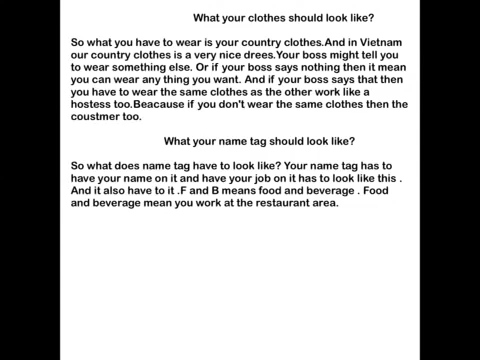 What your clothes should look like?
So what you have to wear is your country clothes.And in Vietnam
our country clothes is a very nice drees.Your boss might tell you
to wear something else. Or if your boss says nothing then it mean
you can wear any thing you want. And if your boss says that then
you have to wear the same clothes as the other work like a
hostess too.Beacause if you don't wear the same clothes then the
coustmer too.
What your name tag should look like?
So what does name tag have to look like? Your name tag has to
have your name on it and have your job on it has to look like this .
And it also have to it .F and B means food and beverage . Food
and beverage mean you work at the restaurant area.